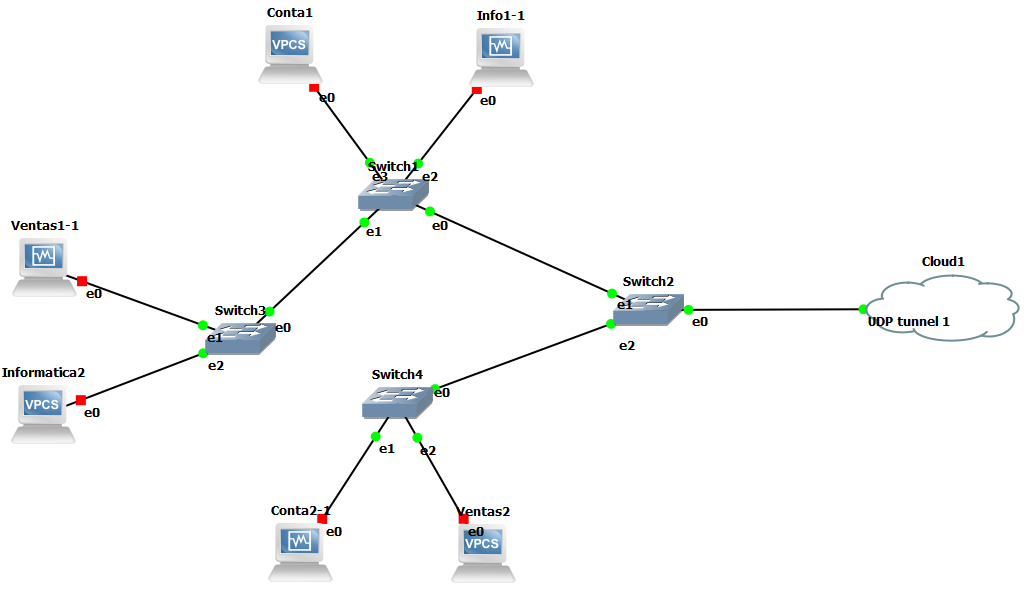 Conta1
Info1-1
VPCS
e0
e0
Switch1
e3
e2
e1
e0
Ventas1-1
e0
Switch3
e0
e1
e2
Informatica2
VPCS
e0
Switch2
e1
e0
e2
Cloud1
UDP tunnel 1
Switch4
e0
e1
e2
Conta2-1
e0
Ventas2
e0
VPCS